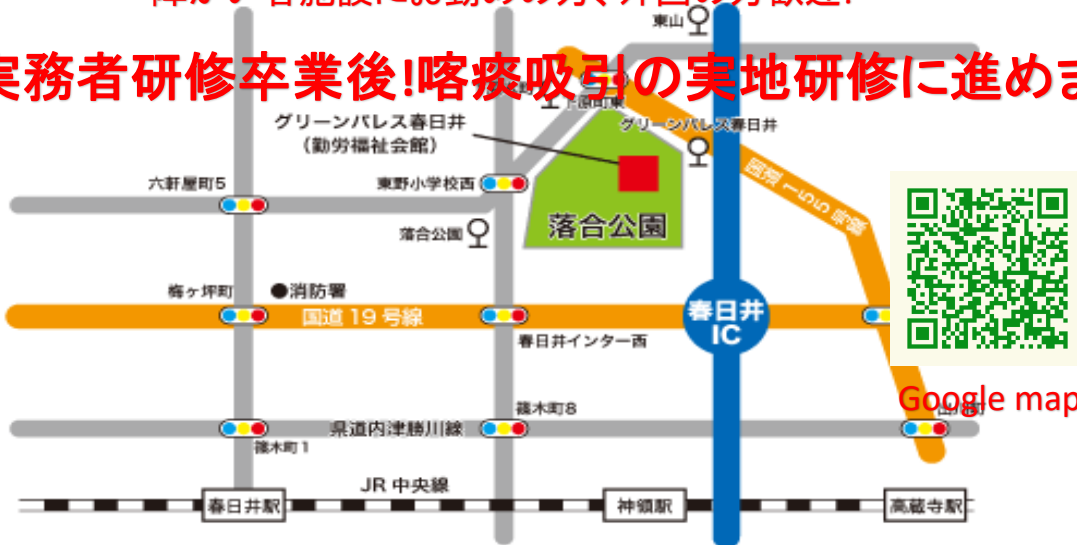 東山
実務者研修卒業後!喀痰吸引の実地研修に進めま
グリーンパレス春日井
(勤労福祉会館)
グリーンパレス春日井
国道155号線
六軒屋町5
東野小学校西
落合公園
落合公園
梅ヶ坪町
●消防署
国道19号線
春日井インター西
春日井
IC
Google map
篠木町8
県道内津勝川線
篠木町1
JR 中央線
春日井駅
神領駅
高蔵寺駅